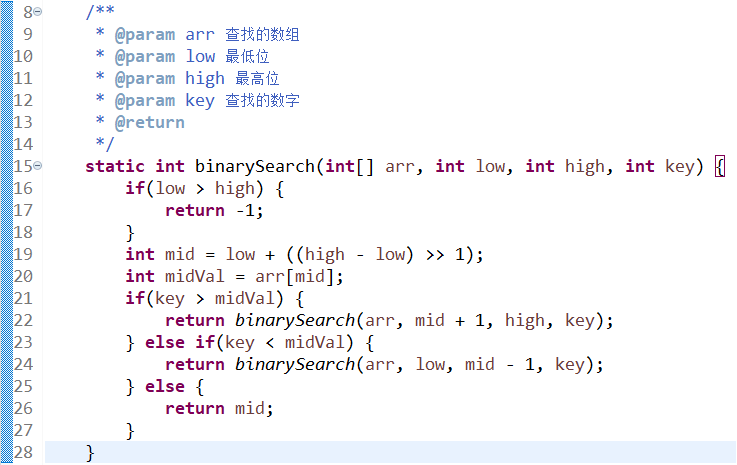 8 /**
9 * @param arr 查找的数组
10 * @param low 最低位
11 * @param high 最高位
12 * @param key 查找的数字
13 * @return
14 */
15 static int binarySearch(int[] arr, int low, int high, int key) {
16 if(low > high) {
17 return -1;
18 }
19 int mid = low + ((high - low) >> 1);
20 int midVal = arr[mid];
21 if(key > midVal) {
22 return binarySearch(arr, mid + 1, high, key);
23 } else if(key < midVal) {
24 return binarySearch(arr, low, mid - 1, key);
25 } else {
26 return mid;
27 }
28 }